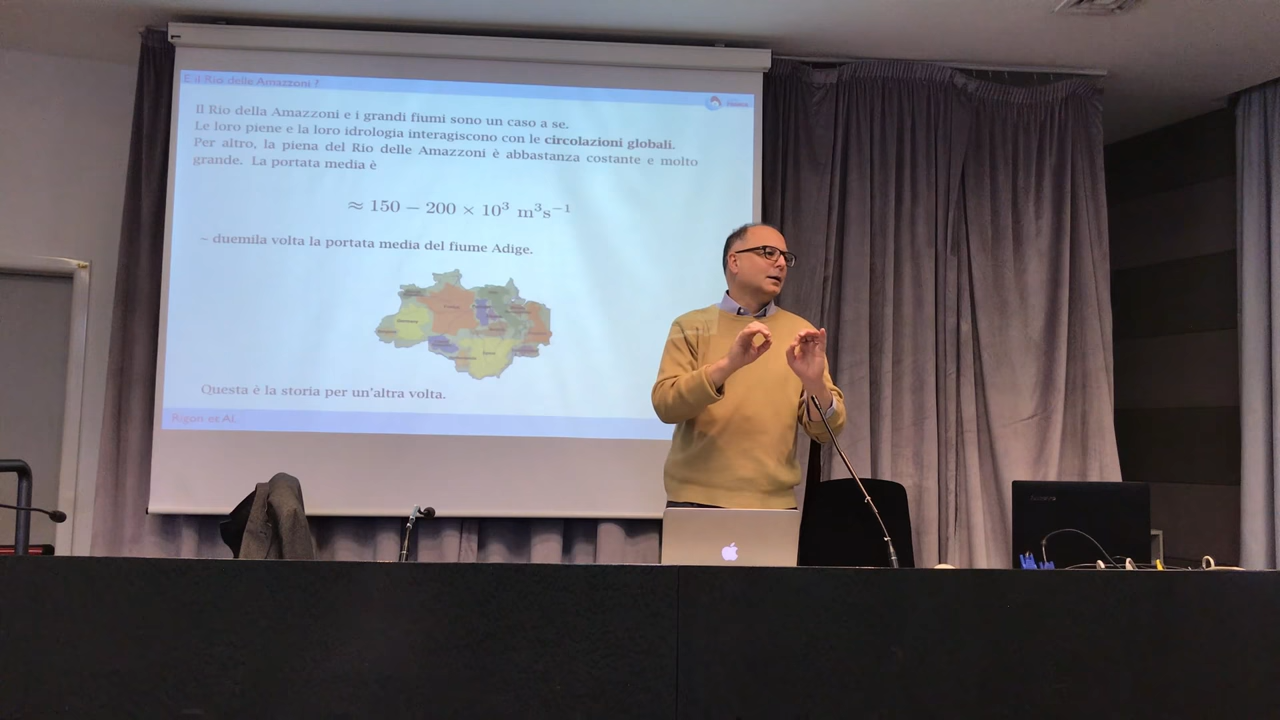 E il Rio delle Amazzoni ?
Il Rio della Amazzoni e i grandi fiumi sono un caso a se.
Le loro piene e la loro idrologia interagiscono con le circolazioni globali.
Per altro, la piena del Rio delle Amazzoni è abbastanza costante e molto
grande. La portata media è
≈ 150 − 200 × 10³ m³s⁻¹
~ duemila volta la portata media del fiume Adige.
Questa è la storia per un'altra volta.
Rigon et Al.